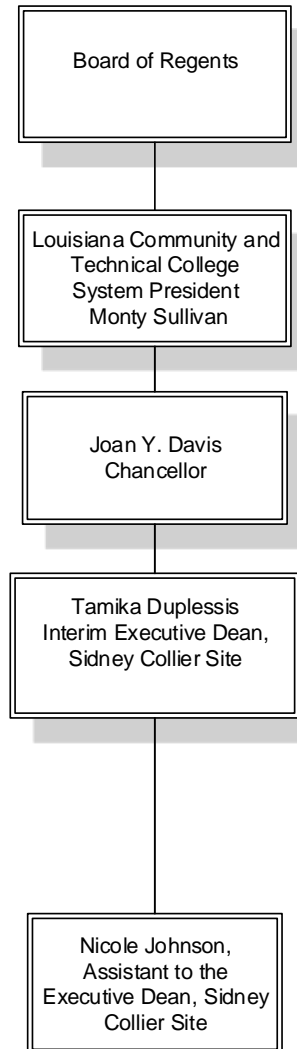 Board of Regents
Louisiana Community and
Technical College
System President
Monty Sullivan
Joan Y. Davis
Chancellor
Tamika Duplessis
Interim Executive Dean,
Sidney Collier Site
Nicole Johnson,
Assistant to the
Executive Dean, Sidney
Collier Site